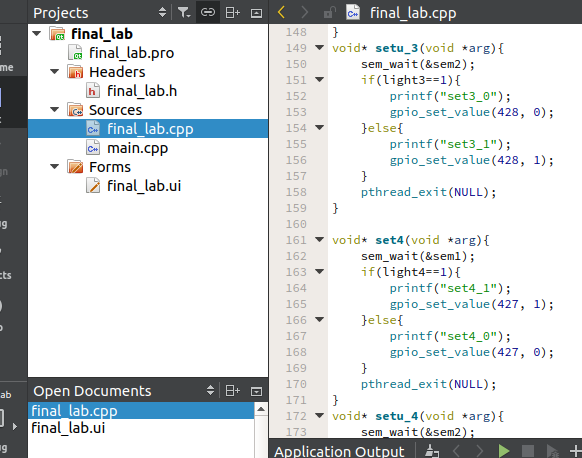 Projects
final_lab.cpp
final_lab
final_lab.pro
Headers
final_lab.h
Sources
final_lab.cpp
main.cpp
Forms
final_lab.ui
Open Documents
final_lab.cpp
final_lab.ui
148 }
149 void* setu_3(void *arg){
150 sem_wait(&sem2);
151 if(light3==1){
152 printf("set3_0");
153 gpio_set_value(428, 0);
154 }else{
155 printf("set3_1");
156 gpio_set_value(428, 1);
157 }
158 pthread_exit(NULL);
159 }
160
161 void* set4(void *arg){
162 sem_wait(&sem1);
163 if(light4==1){
164 printf("set4_1");
165 gpio_set_value(427, 1);
166 }else{
167 printf("set4_0");
168 gpio_set_value(427, 0);
169 }
170 pthread_exit(NULL);
171 }
172 void* setu_4(void *arg){
173 sem_wait(&sem2);
Application Output